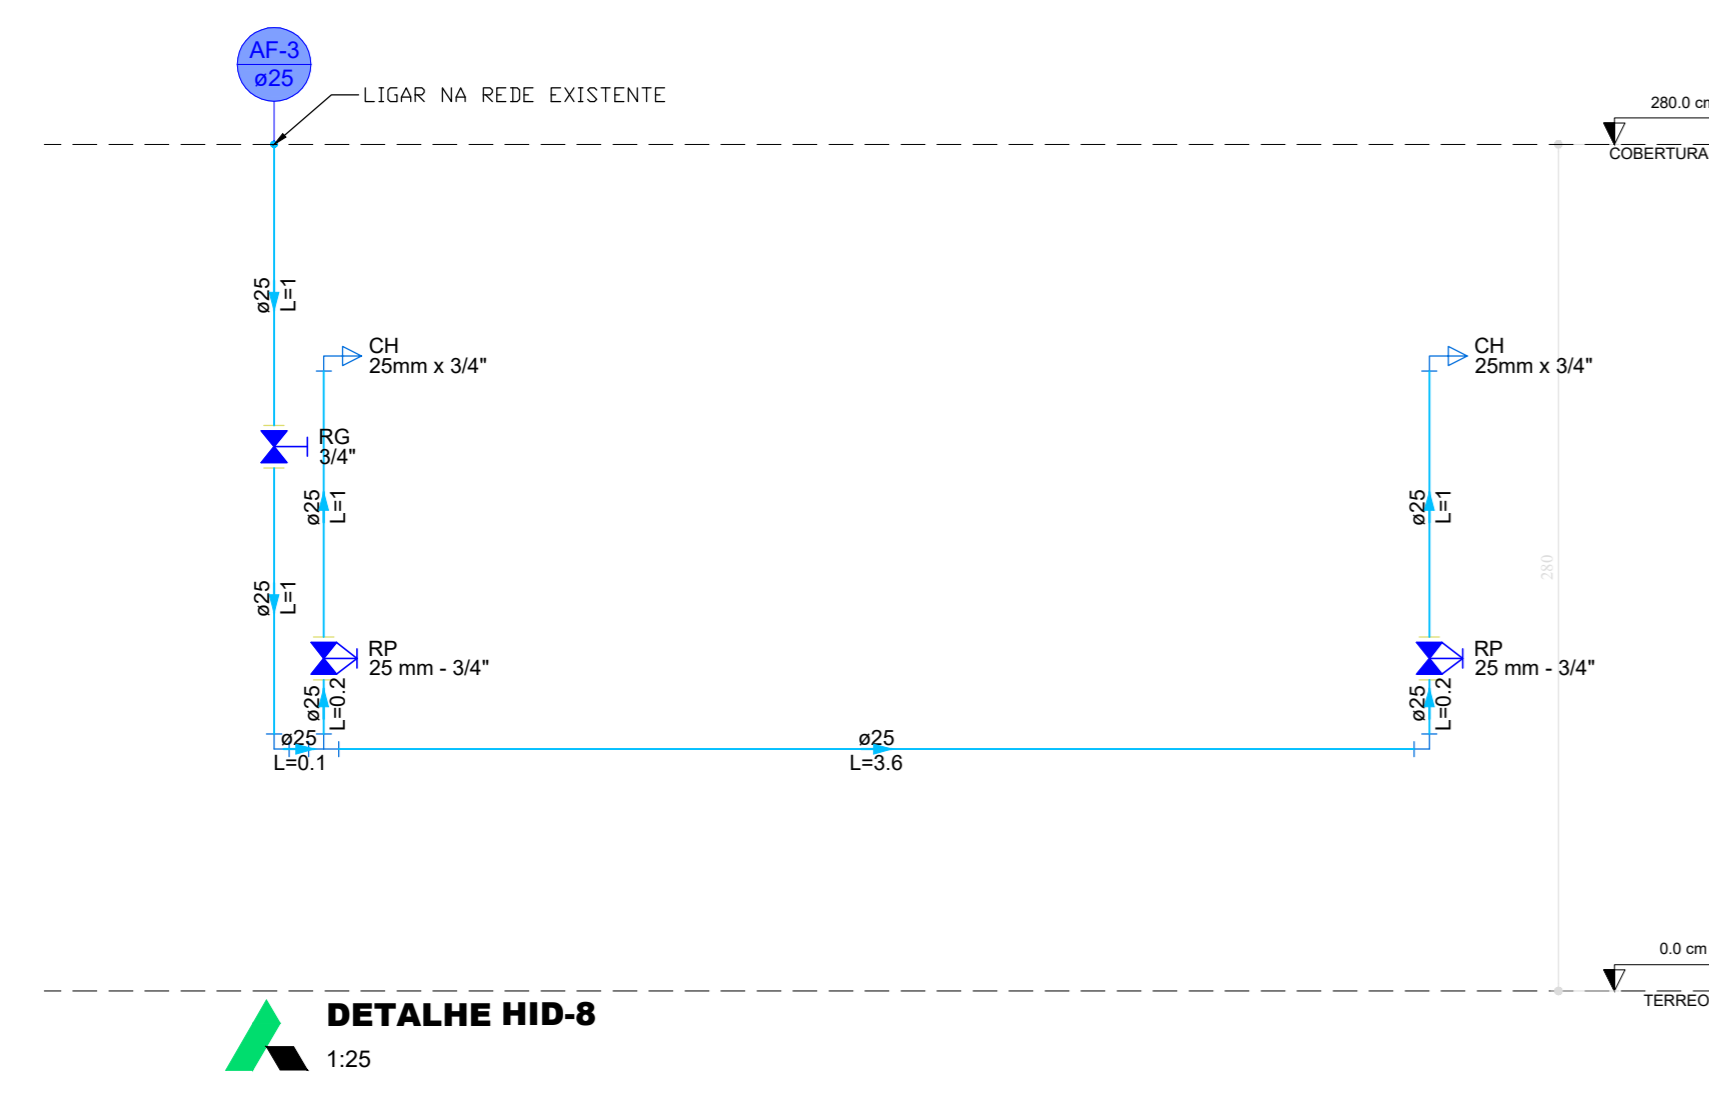 AF-3
ø25
LIGAR NA REDE EXISTENTE
280.0 cm
COBERTURA
ø25
L=1
CH
25mm x 3/4"
CH
25mm x 3/4"
RG
3/4"
ø25
L=1
ø25
L=1
ø25
L=1
280
RP
25 mm - 3/4"
RP
25 mm - 3/4"
ø25
L=0.2
ø25
L=0.2
ø25
L=0.1
ø25
L=3.6
0.0 cm
TERREO
DETALHE HID-8
1:25